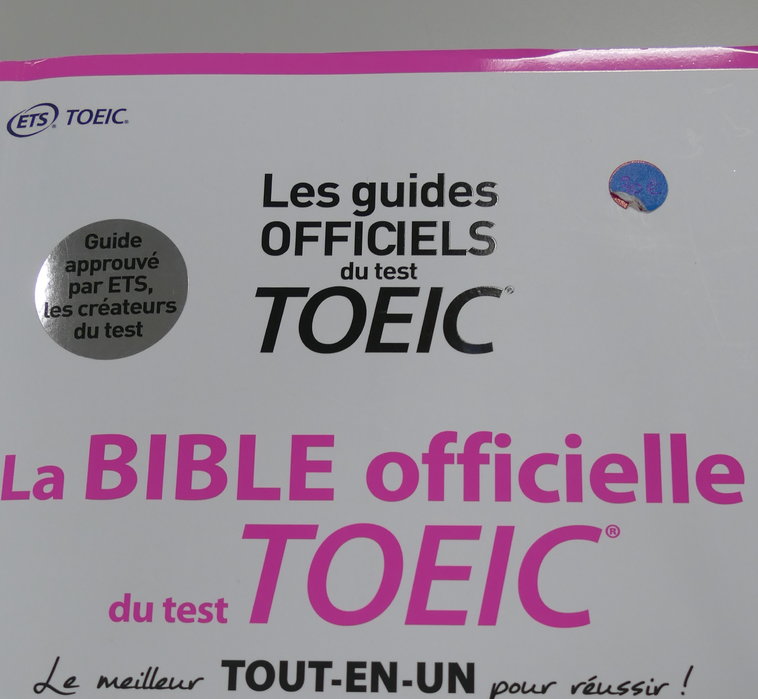 ETS® TOEIC®
Les guides
OFFICIELS
du test
TOEIC®
Guide
approuvé
par ETS,
les créateurs
du test
La BIBLE officielle
du test TOEIC®
Le meilleur TOUT-EN-UN pour réussir !